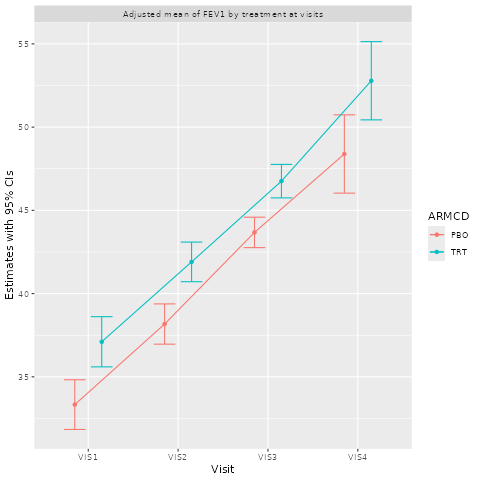 Adjusted mean of FEV1 by treatment at visits
55
50
45
40
35
Estimates with 95% CIs
VIS1 VIS2 VIS3 VIS4
Visit
ARMCD
PBO
TRT